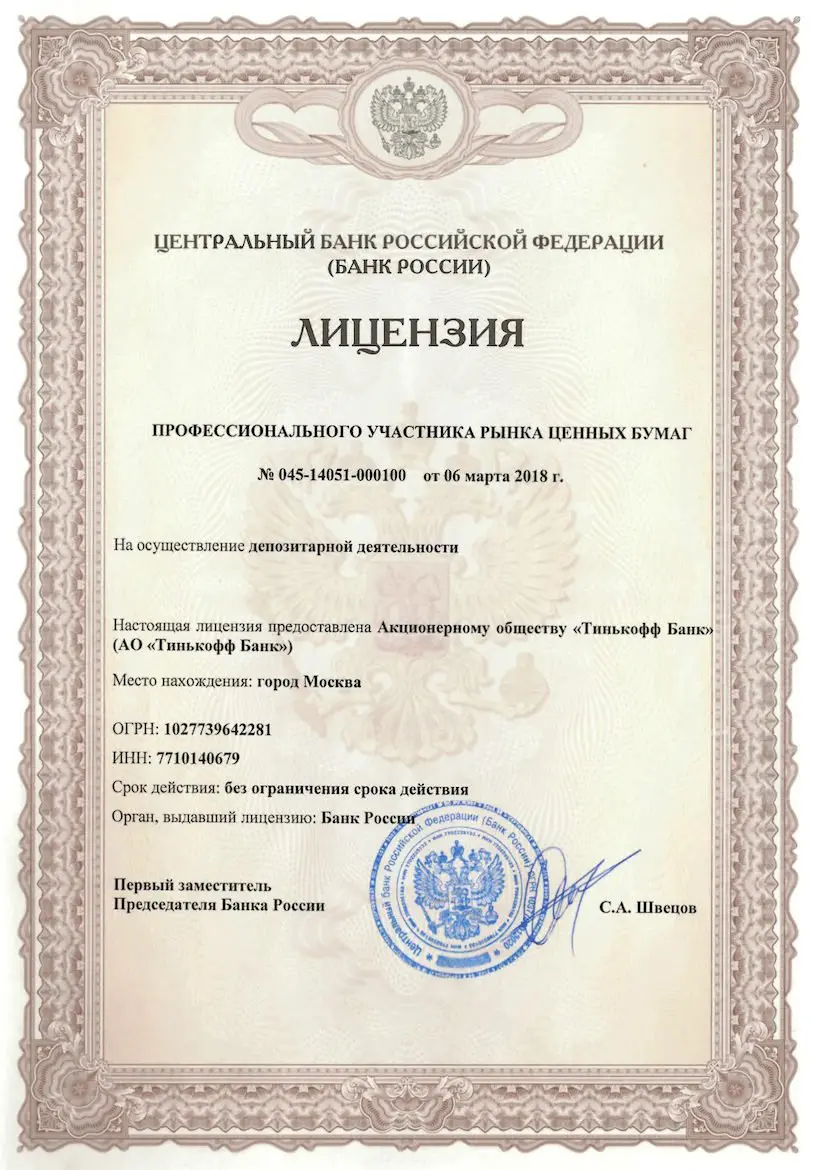 ЦЕНТРАЛЬНЫЙ БАНК РОССИЙСКОЙ ФЕДЕРАЦИИ
(БАНК РОССИИ)
ЛИЦЕНЗИЯ
ПРОФЕССИОНАЛЬНОГО УЧАСТНИКА РЫНКА ЦЕННЫХ БУМАГ
№ 045-14051-000100 от 06 марта 2018 г.
На осуществление депозитарной деятельности
Настоящая лицензия предоставлена Акционерному обществу «Тинькофф Банк»
(АО «Тинькофф Банк»)
Место нахождения: город Москва
ОГРН: 1027739642281
ИНН: 7710140679
Срок действия: без ограничения срока действия
Орган, выдавший лицензию: Банк России
Центральный банк Российской Федерации (Банк России)
Первый заместитель
Председателя Банка России
С.А. Швецов